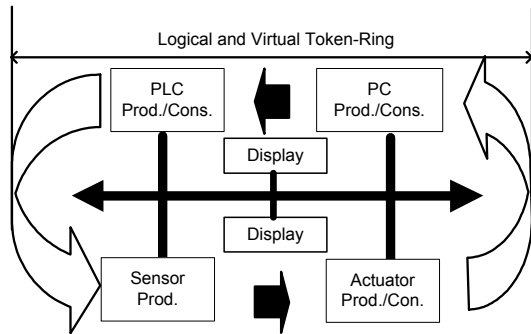 Logical and Virtual Token-Ring
PLC
Prod./Cons.
PC
Prod./Cons.
Display
Display
Sensor
Prod.
Actuator
Prod./Con.